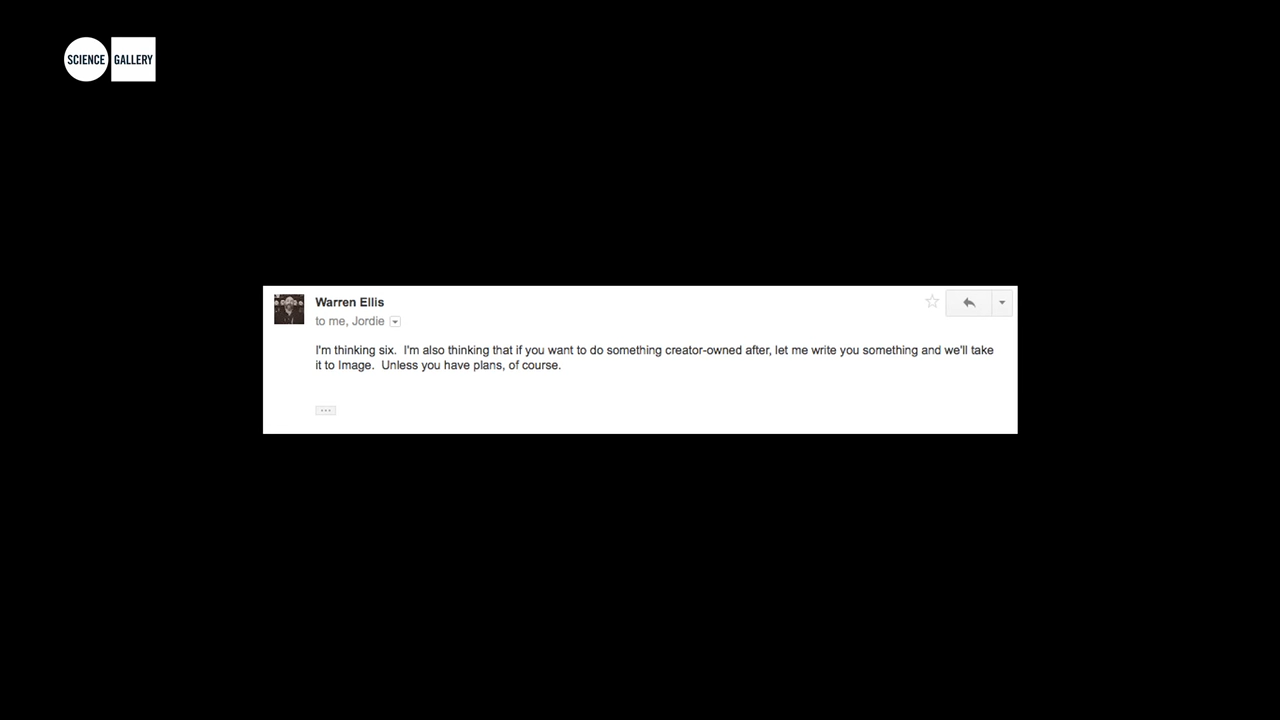 SCIENCE GALLERY
Warren Ellis
to me, Jordie
I'm thinking six.  I'm also thinking that if you want to do something creator-owned after, let me write you something and we'll take
it to Image.  Unless you have plans, of course.